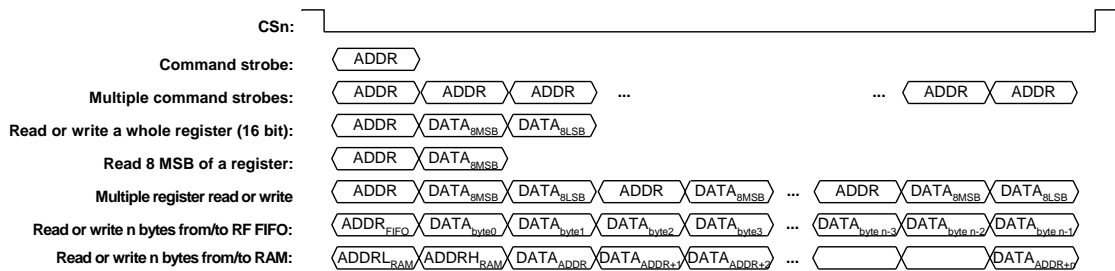 CSn:
Command strobe: ADDR
Multiple command strobes: ADDR ADDR ADDR ... ... ADDR ADDR
Read or write a whole register (16 bit): ADDR DATA8MSB DATA8LSB
Read 8 MSB of a register: ADDR DATA8MSB
Multiple register read or write ADDR DATA8MSB DATA8LSB ADDR DATA8MSB ... ADDR DATA8MSB DATA8LSB
Read or write n bytes from/to RF FIFO: ADDRFIFO DATAbyte0 DATAbyte1 DATAbyte2 DATAbyte3 ... DATAbyte n-3 DATAbyte n-2 DATAbyte n-1
Read or write n bytes from/to RAM: ADDRLRAM ADDRHRAM DATAADDR DATAADDR+1 DATAADDR+2 ... DATAADDR+n